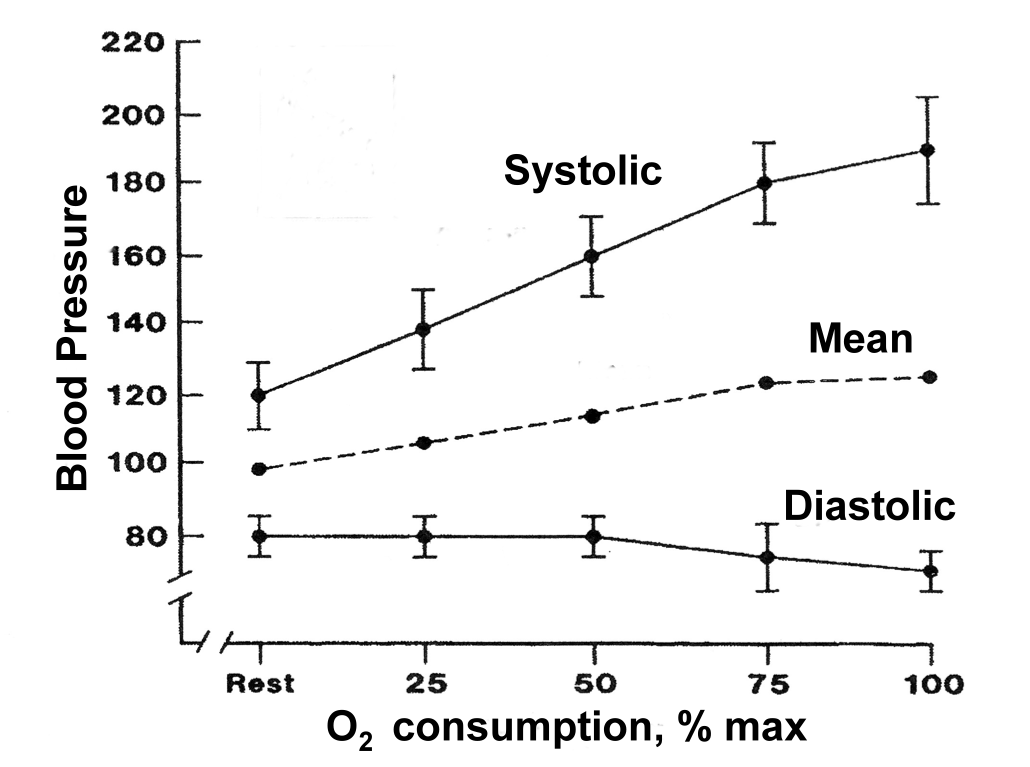 220
200
180
160
140
120
100
80
Blood Pressure
Systolic
Mean
Diastolic
Rest 25 50 75 100
O₂ consumption, % max